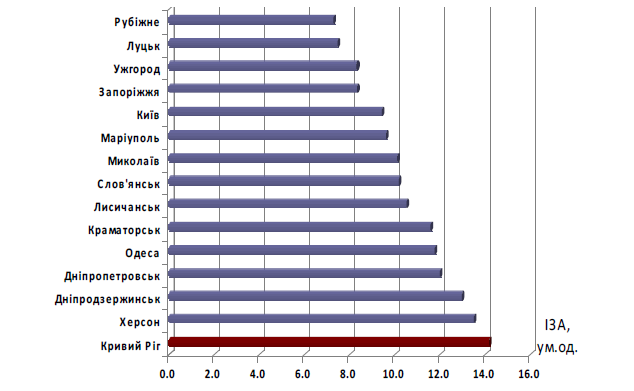 Рубіжне
Луцьк
Ужгород
Запоріжжя
Київ
Маріуполь
Миколаїв
Слов'янськ
Лисичанськ
Краматорськ
Одеса
Дніпропетровськ
Дніпродзержинськ
Херсон
Кривий Ріг
ІЗА,
ум.од.
0.0 2.0 4.0 6.0 8.0 10.0 12.0 14.0 16.0